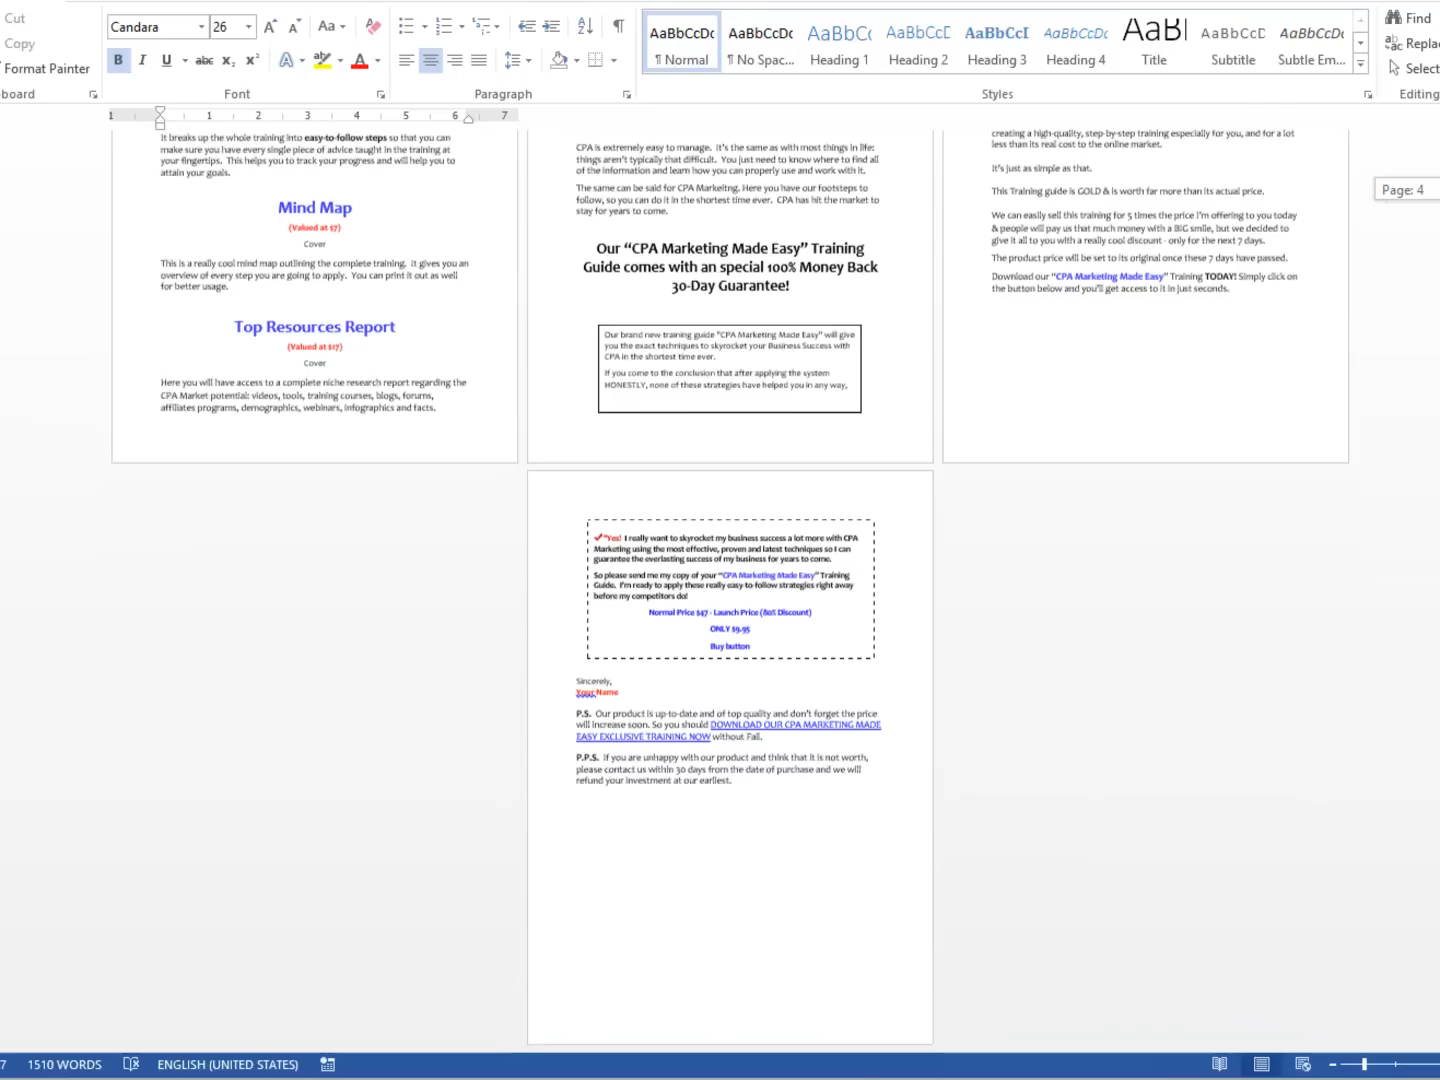 Cut
Copy
Format Painter
board
Candara
26
Aa
B I U abc x₂ x²
A
A
Font
Paragraph
AaBbCcDc
¶ Normal
AaBbCcDc
¶ No Spac...
AaBbC
Heading 1
AaBbCcD
Heading 2
AaBbCcI
Heading 3
AaBbCcDc
Heading 4
AaB
Title
AaBbCcD
Subtitle
AaBbCcDc
Subtle Em...
Styles
Find
Replac
Select
Editing
1 1 2 3 4 5 6 7
Page: 4
It breaks up the whole training into easy-to-follow steps so that you can
make sure you have every single piece of advice taught in the training at
your fingertips. This helps you to track your progress and will help you to
attain your goals.
Mind Map
(Valued at $7)
Cover
This is a really cool mind map outlining the complete training. It gives you an
overview of every step you are going to apply. You can print it out as well
for better usage.
Top Resources Report
(Valued at $17)
Cover
Here you will have access to a complete niche research report regarding the
CPA Market potential: videos, tools, training courses, blogs, forums,
affiliates programs, demographics, webinars, infographics and facts.
CPA is extremely easy to manage. It's the same as with most things in life:
things aren't typically that difficult. You just need to know where to find all
of the information and learn how you can properly use and work with it.
The same can be said for CPA Markeitng. Here you have our footsteps to
follow, so you can do it in the shortest time ever. CPA has hit the market to
stay for years to come.
Our “CPA Marketing Made Easy” Training
Guide comes with an special 100% Money Back
30-Day Guarantee!
Our brand new training guide "CPA Marketing Made Easy" will give
you the exact techniques to skyrocket your Business Success with
CPA in the shortest time ever.
If you come to the conclusion that after applying the system
HONESTLY, none of these strategies have helped you in any way,
creating a high-quality, step-by-step training especially for you, and for a lot
less than its real cost to the online market.
It's just as simple as that.
This Training guide is GOLD & is worth far more than its actual price.
We can easily sell this training for 5 times the price I'm offering to you today
& people will pay us that much money with a BIG smile, but we decided to
give it all to you with a really cool discount - only for the next 7 days.
The product price will be set to its original once these 7 days have passed.
Download our “CPA Marketing Made Easy” Training TODAY! Simply click on
the button below and you'll get access to it in just seconds.
"Yes! I really want to skyrocket my business success a lot more with CPA
Marketing using the most effective, proven and latest techniques so I can
guarantee the everlasting success of my business for years to come.
So please send me my copy of your “CPA Marketing Made Easy” Training
Guide. I'm ready to apply these really easy-to-follow strategies right away
before my competitors do!
Normal Price $47 - Launch Price (80% Discount)
ONLY $9.95
Buy button
Sincerely,
Your Name
P.S. Our product is up-to-date and of top quality and don't forget the price
will increase soon. So you should DOWNLOAD OUR CPA MARKETING MADE
EASY EXCLUSIVE TRAINING NOW without Fail.
P.P.S. If you are unhappy with our product and think that it is not worth,
please contact us within 30 days from the date of purchase and we will
refund your investment at our earliest.
7 1510 WORDS ENGLISH (UNITED STATES)